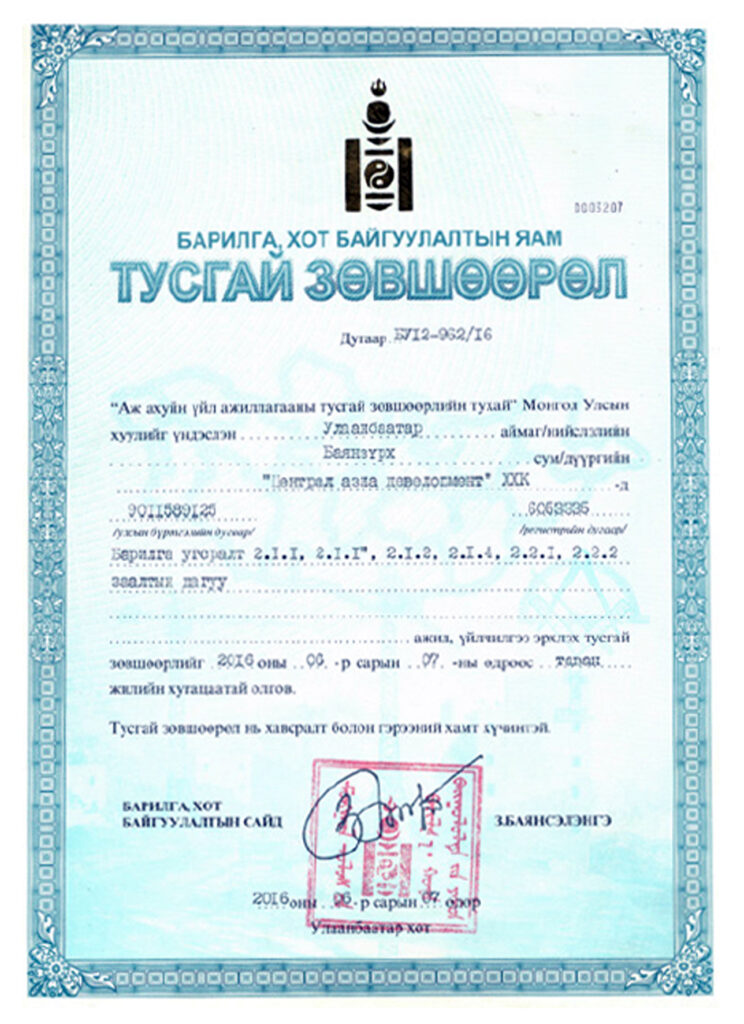 0003207
БАРИЛГА, ХОТ БАЙГУУЛАЛТЫН ЯАМ
ТУСГАЙ ЗӨВШӨӨРӨЛ
Дугаар БУ12-962/16
"Аж ахуйн үйл ажиллагааны тусгай зөвшөөрлийн тухай" Монгол Улсын
хуулийг үндэслэн Улаанбаатар аймаг/нийслэлийн
Баянзүрх сум/дүүргийн
"Централ азла девелопмент" ХХК -д
9011589125 6053335
/улсын бүртгэлийн дугаар/ /регистрийн дугаар/
Барилга угсралт 2.1.1, 2.1.1", 2.1.2, 2.1.4, 2.2.1, 2.2.2
заалтын дагуу
ажил, үйлчилгээ эрхлэх тусгай
зөвшөөрлийг 2016 оны 06 -р сарын 07 -ны өдрөөс таван
жилийн хугацаатай олгов.
Тусгай зөвшөөрөл нь хавсралт болон гэрээний хамт хүчинтэй.
БАРИЛГА, ХОТ
БАЙГУУЛАЛТЫН САЙД З.БАЯНСЭЛЭНГЭ
2016 оны 06 -р сарын 07 өдөр
Улаанбаатар хот